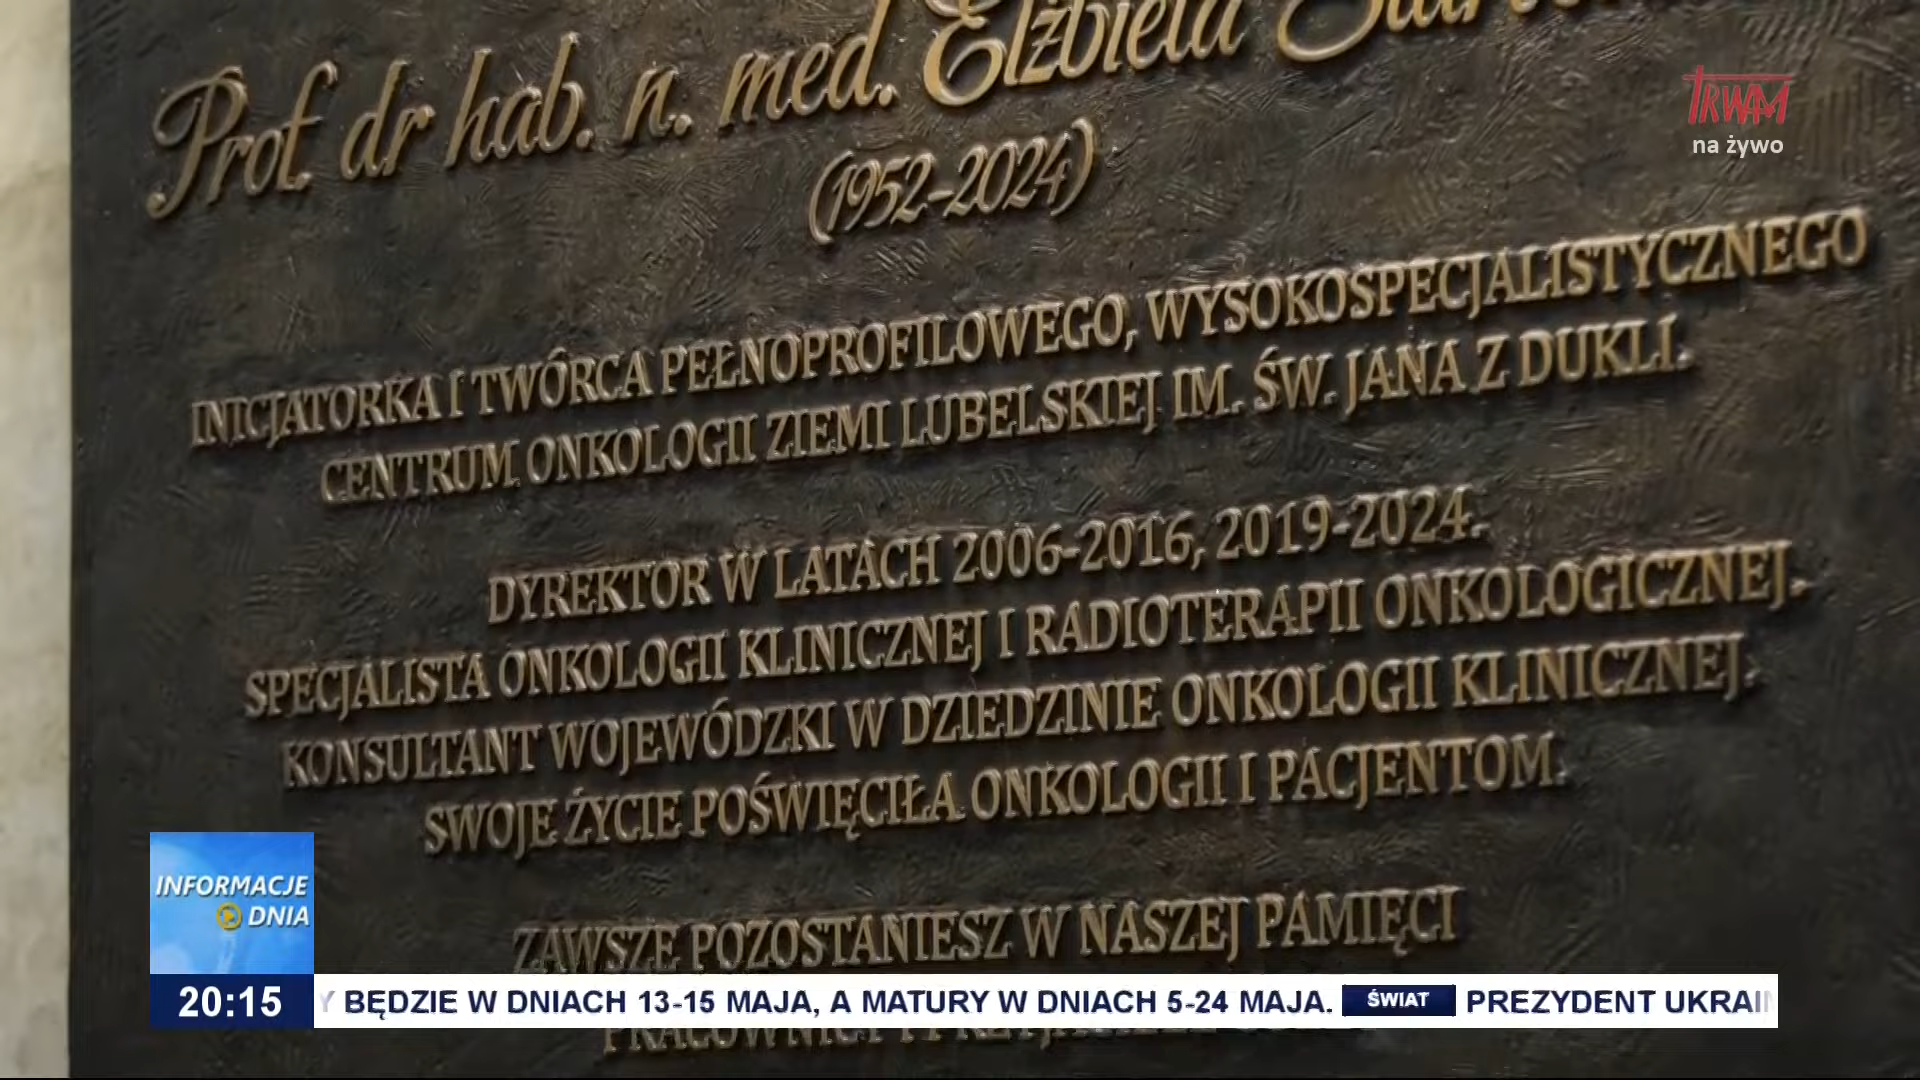 Prof. dr hab. n. med. Elżbieta
(1952-2024)
TRWAM
na żywo
INICJATORKA I TWÓRCA PEŁNOPROFILOWEGO, WYSOKOSPECJALISTYCZNEGO
CENTRUM ONKOLOGII ZIEMI LUBELSKIEJ IM. ŚW. JANA Z DUKLI.
DYREKTOR W LATACH 2006-2016, 2019-2024.
SPECJALISTA ONKOLOGII KLINICZNEJ I RADIOTERAPII ONKOLOGICZNEJ.
KONSULTANT WOJEWÓDZKI W DZIEDZINIE ONKOLOGII KLINICZNEJ.
SWOJE ŻYCIE POŚWIĘCIŁA ONKOLOGII I PACJENTOM.
ZAWSZE POZOSTANIESZ W NASZEJ PAMIĘCI
INFORMACJE
DNIA
20:15
Y BĘDZIE W DNIACH 13-15 MAJA, A MATURY W DNIACH 5-24 MAJA. ŚWIAT PREZYDENT UKRAI